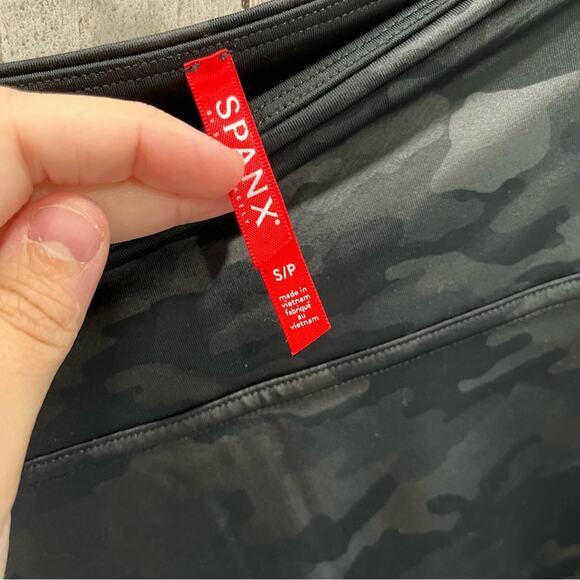 SPANX®
S/P
made in
vietnam
fabriqué
au
vietnam